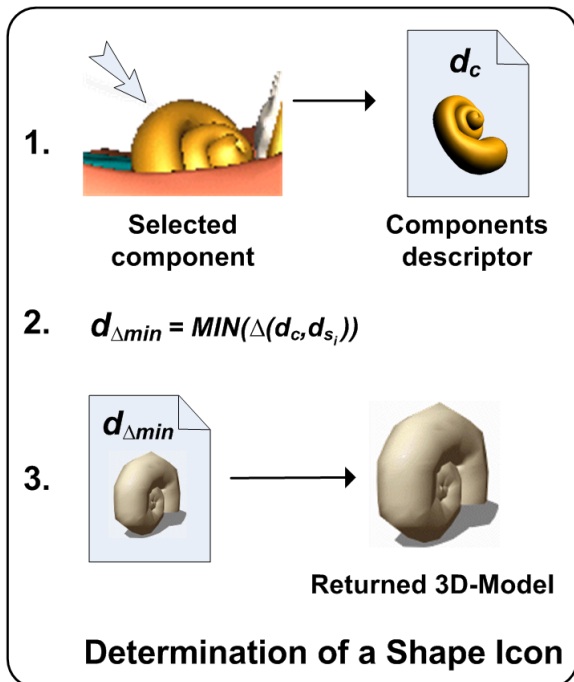 1.
d_c
Selected
component
Components
descriptor
2. d_Δmin = MIN(Δ(d_c,d_s_i))
d_Δmin
3.
Returned 3D-Model
Determination of a Shape Icon